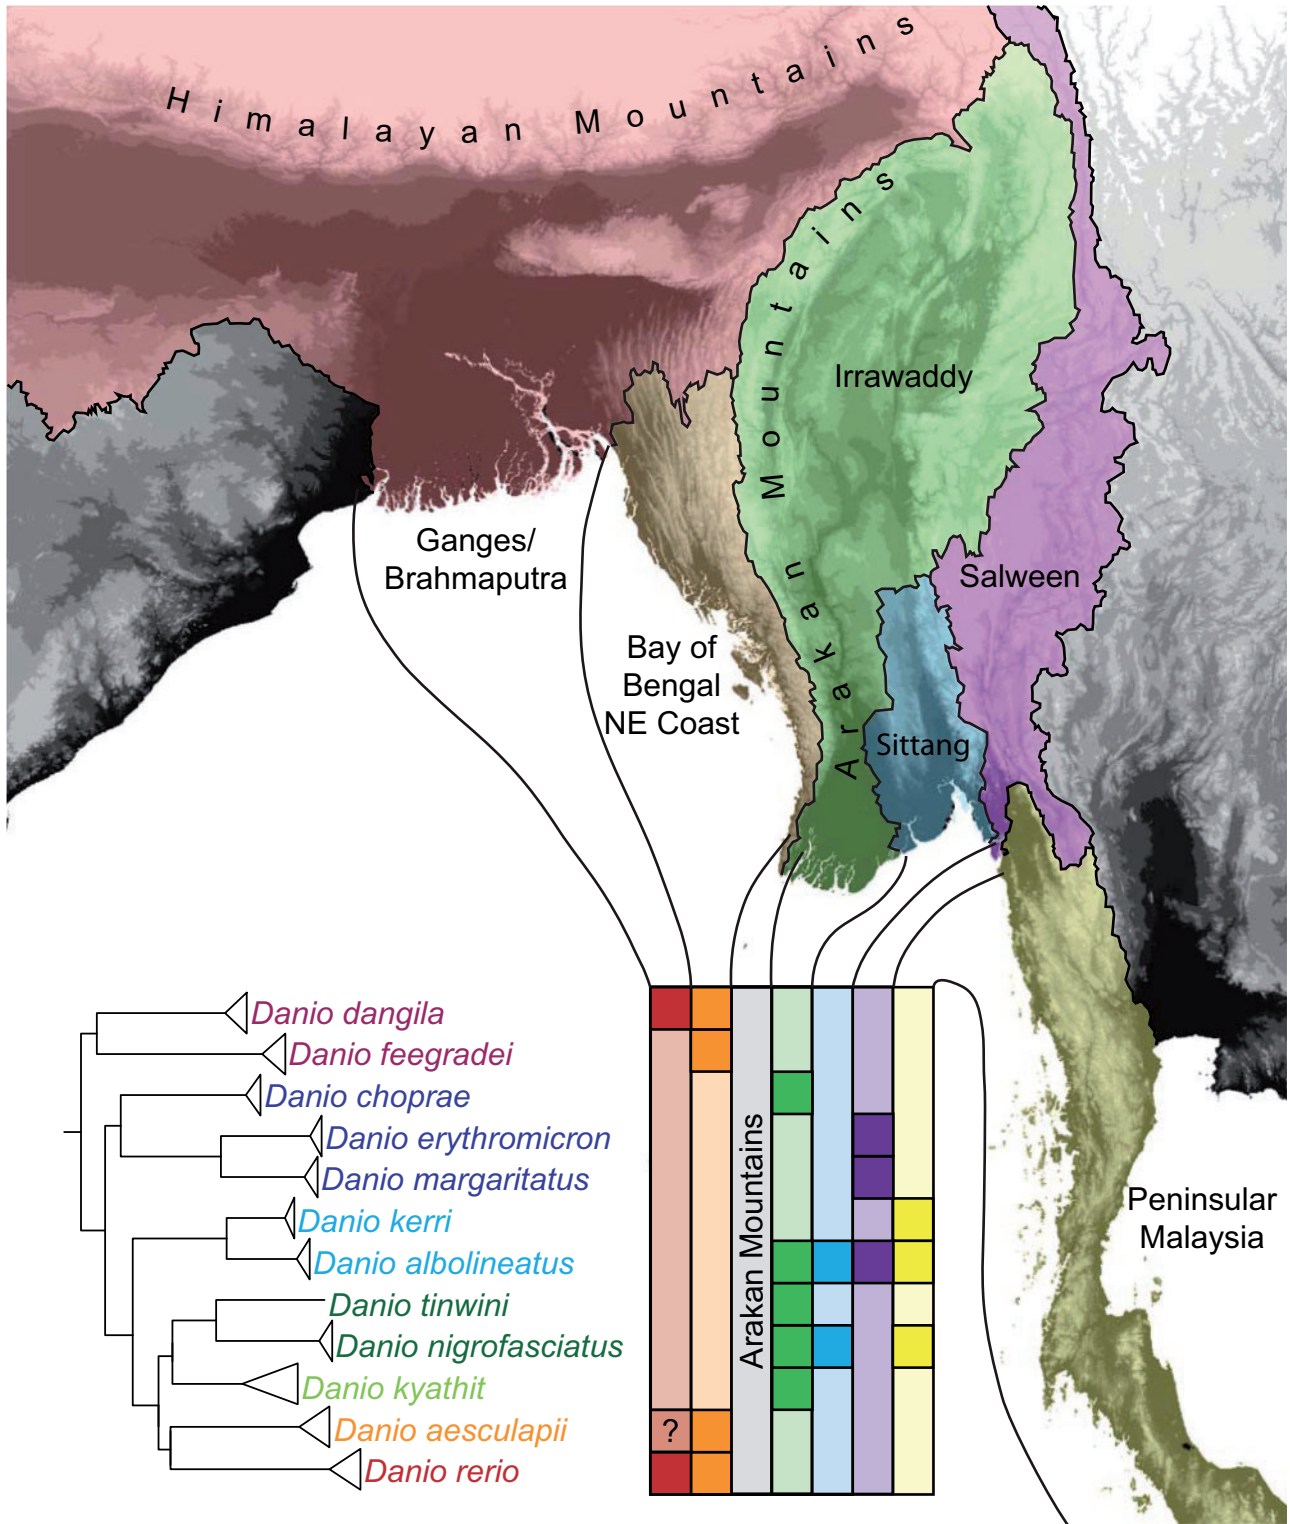 Himalayan Mountains
Arakan Mountains
Irrawaddy
Ganges/
Brahmaputra
Salween
Bay of
Bengal
NE Coast
Sittang
Peninsular
Malaysia
Danio dangila
Danio feegradei
Danio choprae
Danio erythromicron
Danio margaritatus
Danio kerri
Danio albolineatus
Danio tinwini
Danio nigrofasciatus
Danio kyathit
Danio aesculapii
Danio rerio
Arakan Mountains
?